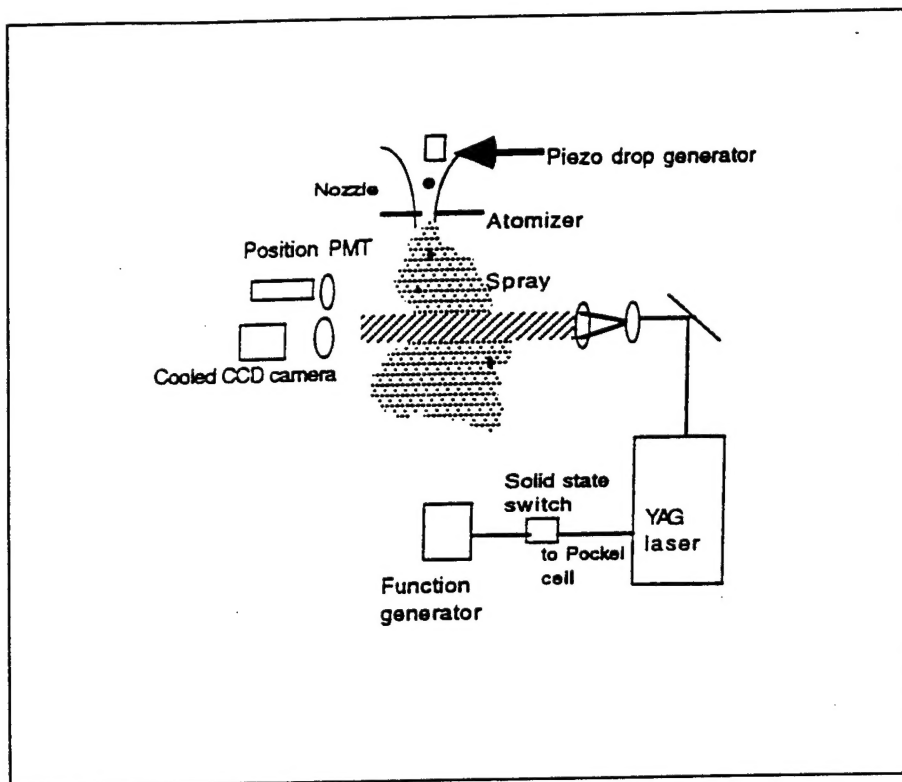 Piezo drop generator
Nozzle
Atomizer
Position PMT
Spray
Cooled CCD camera
Solid state
switch
YAG
laser
to Pockel
cell
Function
generator